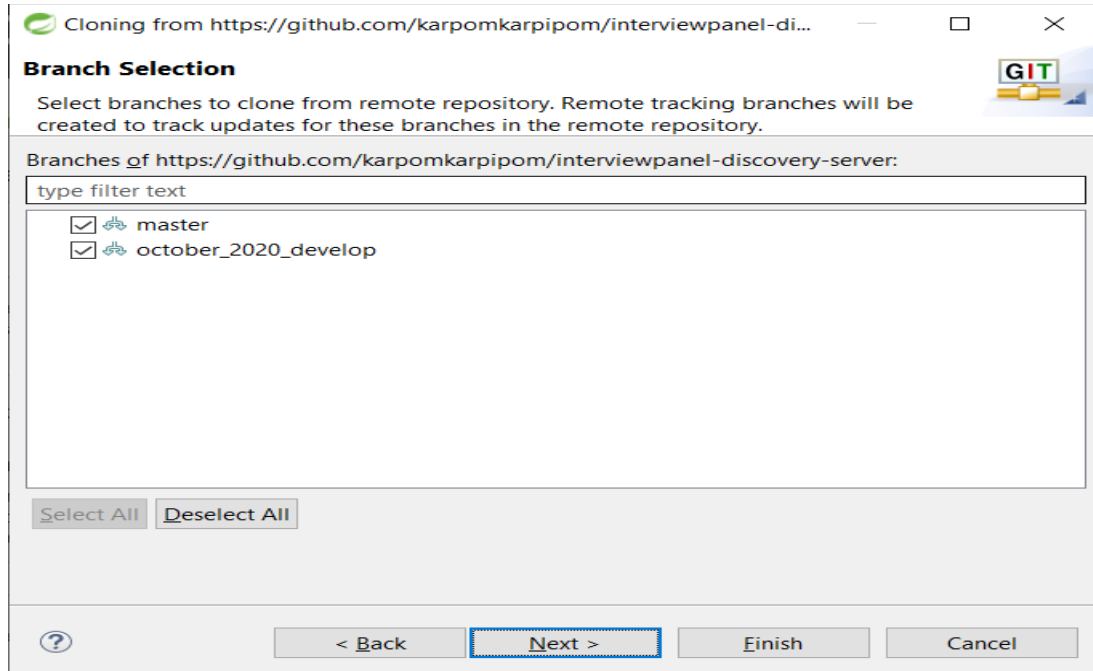 Cloning from https://github.com/karpomkarpipom/interviewpanel-di...
Branch Selection
GIT
Select branches to clone from remote repository. Remote tracking branches will be
created to track updates for these branches in the remote repository.
Branches of https://github.com/karpomkarpipom/interviewpanel-discovery-server:
type filter text
master
october_2020_develop
Select All Deselect All
? < Back Next > Finish Cancel